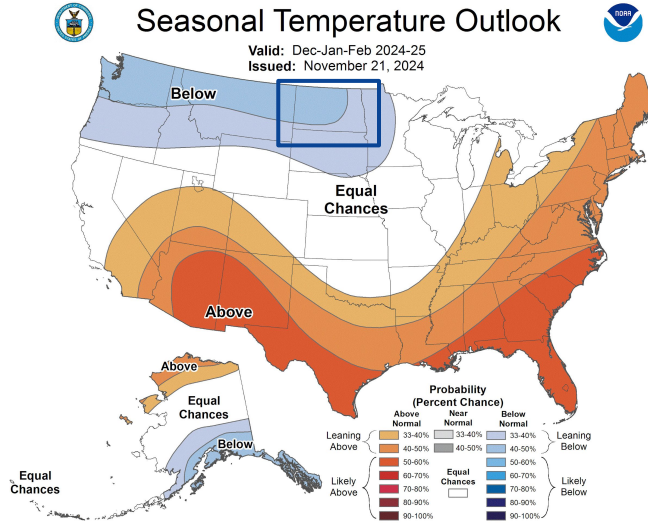 Seasonal Temperature Outlook
NOAA
Valid: Dec-Jan-Feb 2024-25
Issued: November 21, 2024
Below
Equal
Chances
Above
Above
Equal
Chances
Below
Equal
Chances
Probability
(Percent Chance)
Above
Normal
Near
Normal
Below
Normal
Leaning
Above
33-40%
33-40%
33-40%
Leaning
Below
40-50%
40-50%
40-50%
Likely
Above
50-60%
50-60%
Likely
Below
60-70%
60-70%
Equal
Chances
70-80%
70-80%
80-90%
80-90%
90-100%
90-100%